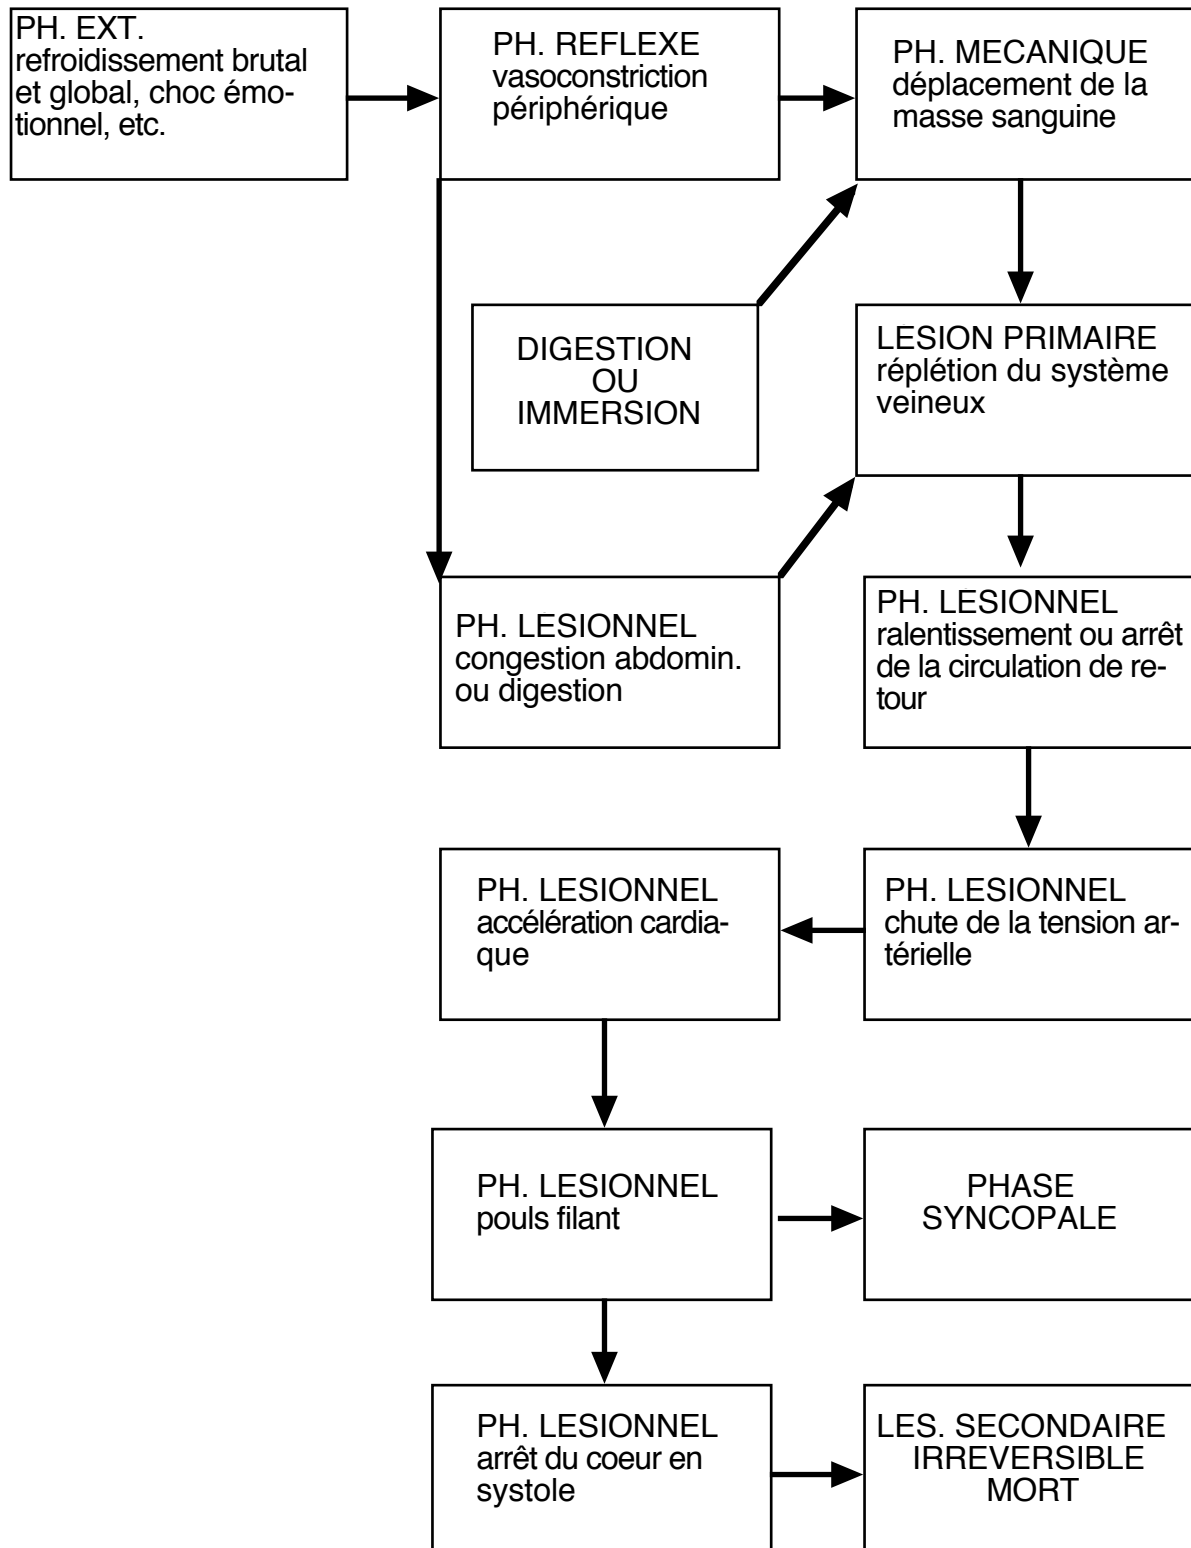 PH. EXT.
refroidissement brutal
et global, choc émo-
tionnel, etc.
PH. REFLEXE
vasoconstriction
périphérique
PH. MECANIQUE
déplacement de la
masse sanguine
DIGESTION
OU
IMMERSION
LESION PRIMAIRE
réplétion du système
veineux
PH. LESIONNEL
congestion abdomin.
ou digestion
PH. LESIONNEL
ralentissement ou arrêt
de la circulation de re-
tour
PH. LESIONNEL
accélération cardia-
que
PH. LESIONNEL
chute de la tension ar-
térielle
PH. LESIONNEL
pouls filant
PHASE
SYNCOPALE
PH. LESIONNEL
arrêt du coeur en
systole
LES. SECONDAIRE
IRREVERSIBLE
MORT